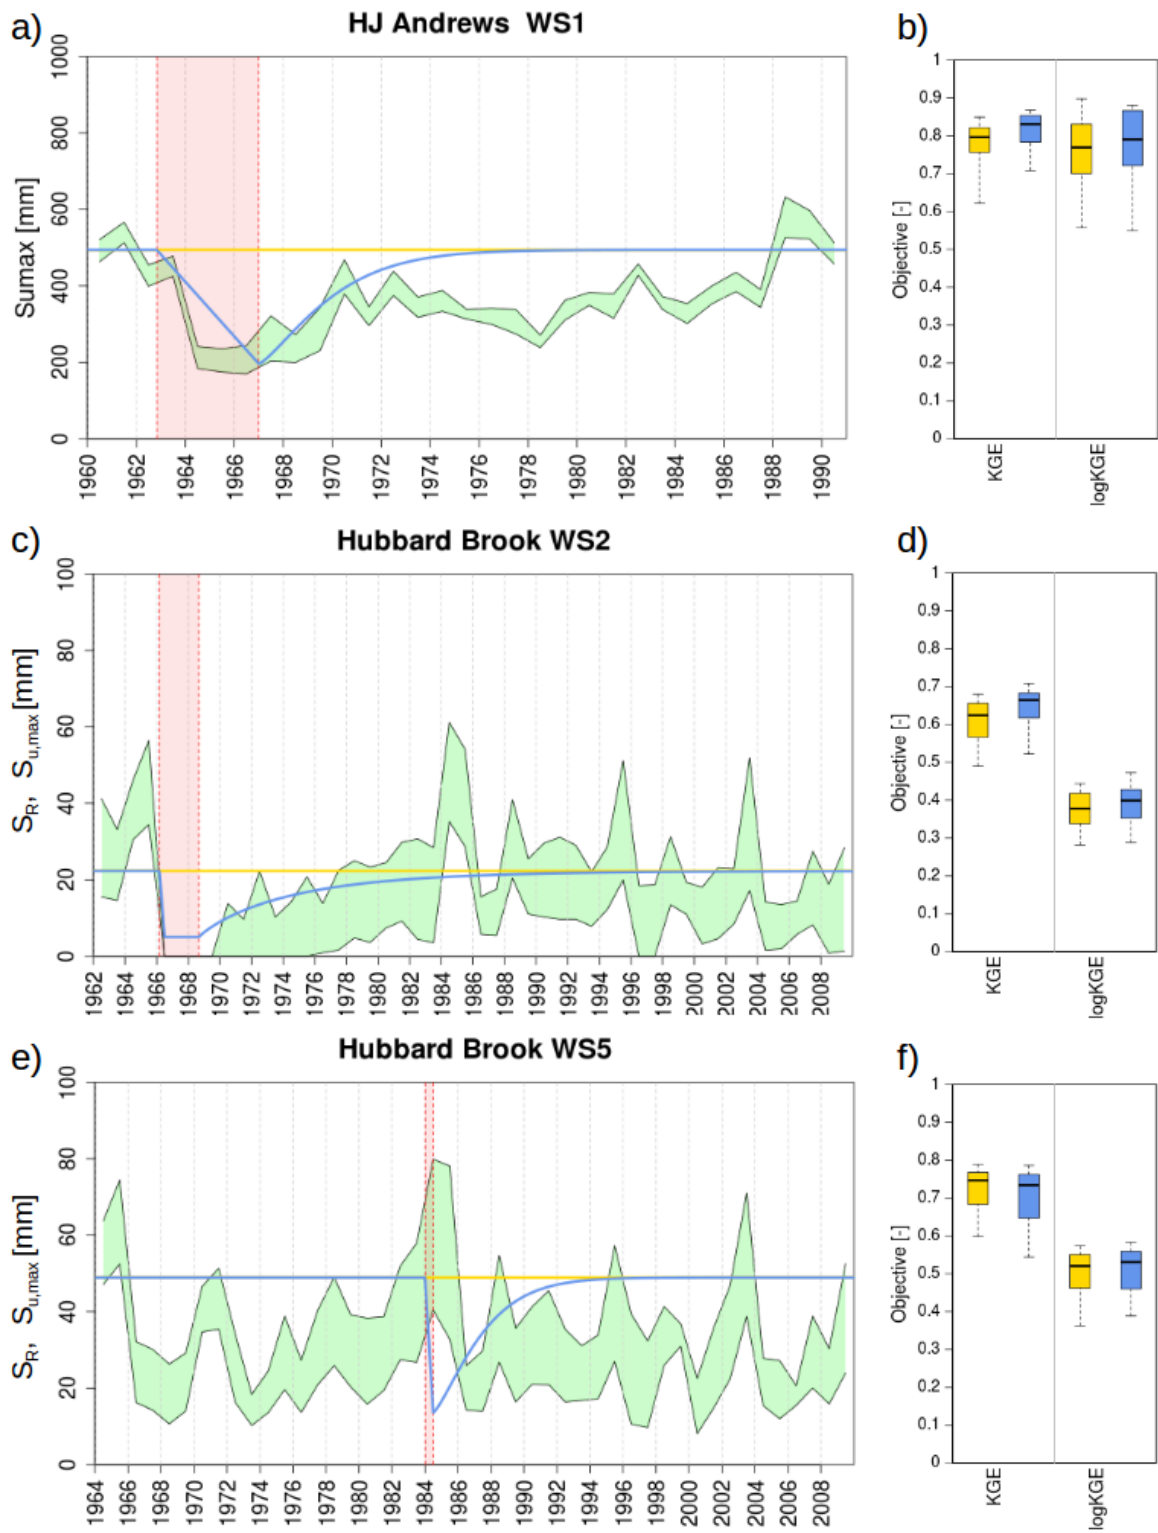 a)
HJ Andrews WS1
Sumax [mm]
0 200 400 600 800 1000
1960 1962 1964 1966 1968 1970 1972 1974 1976 1978 1980 1982 1984 1986 1988 1990
b)
Objective [-]
1
0.9
0.8
0.7
0.6
0.5
0.4
0.3
0.2
0.1
0
KGE
logKGE
c)
Hubbard Brook WS2
S_R, S_u,max [mm]
0 20 40 60 80 100
1962 1964 1966 1968 1970 1972 1974 1976 1978 1980 1982 1984 1986 1988 1990 1992 1994 1996 1998 2000 2002 2004 2006 2008
d)
Objective [-]
1
0.9
0.8
0.7
0.6
0.5
0.4
0.3
0.2
0.1
0
KGE
logKGE
e)
Hubbard Brook WS5
S_R, S_u,max [mm]
0 20 40 60 80 100
1964 1966 1968 1970 1972 1974 1976 1978 1980 1982 1984 1986 1988 1990 1992 1994 1996 1998 2000 2002 2004 2006 2008
f)
Objective [-]
1
0.9
0.8
0.7
0.6
0.5
0.4
0.3
0.2
0.1
0
KGE
logKGE